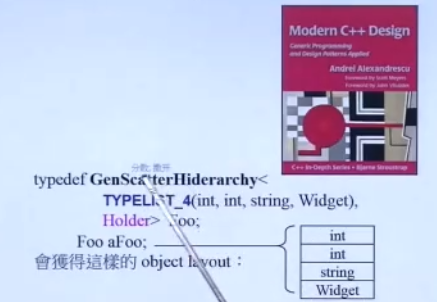 Modern C++ Design
Generic Programming
and Design Patterns Applied
Andrei Alexandrescu
Foreword by Scott Meyers
Foreword by John Vlissides
C++ In-Depth Series • Bjarne Stroustrup
分散; 散开
typedef GenScatterHiderarchy<
TYPELIST_4(int, int, string, Widget),
Holder> Foo;
Foo aFoo;
會獲得這樣的 object layout：
int
int
string
Widget